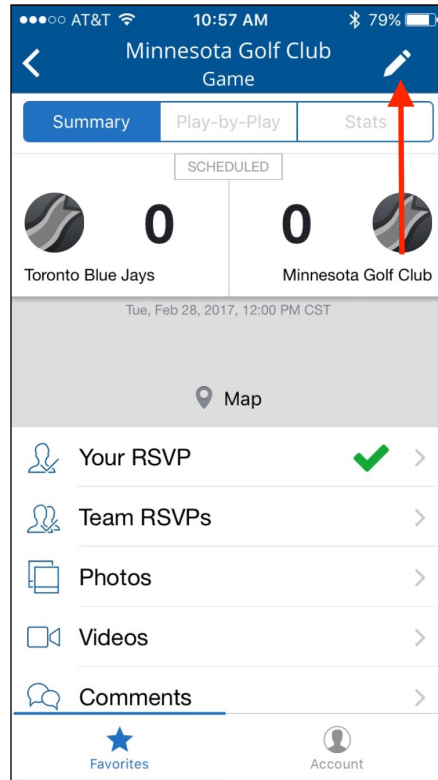 AT&T 10:57 AM 79%
Minnesota Golf Club
Game
Summary Play-by-Play Stats
SCHEDULED
0 0
Toronto Blue Jays Minnesota Golf Club
Tue, Feb 28, 2017, 12:00 PM CST
Map
Your RSVP
Team RSVPs
Photos
Videos
Comments
Favorites Account